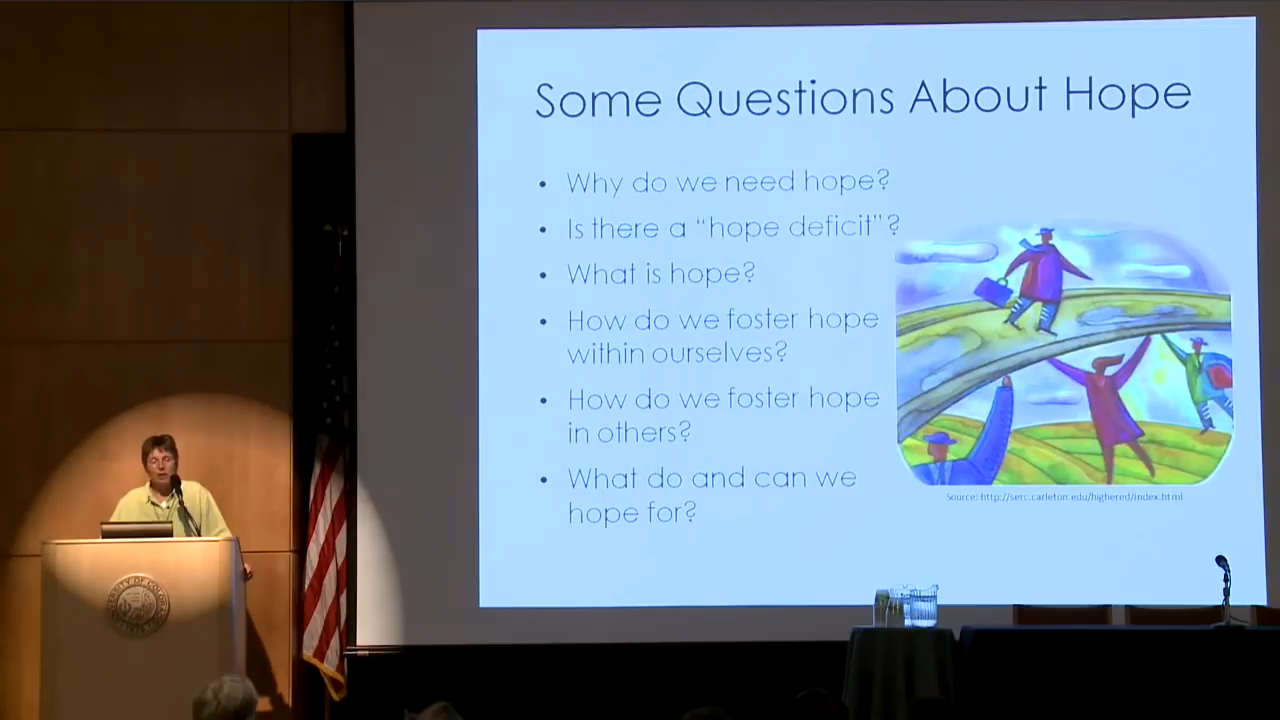 Some Questions About Hope
• Why do we need hope?
• Is there a “hope deficit”?
• What is hope?
• How do we foster hope
within ourselves?
• How do we foster hope
in others?
• What do and can we
hope for?
Source: http://serc.carleton.edu/highered/index.html